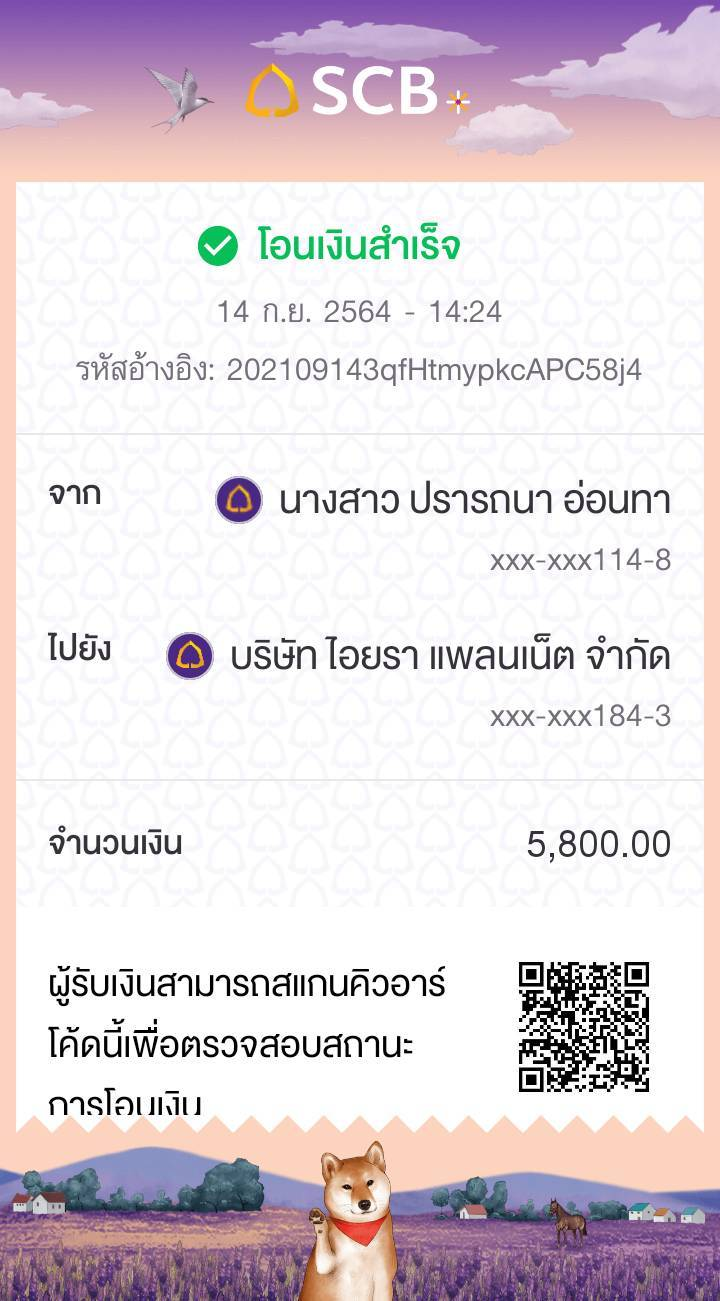 SCB
โอนเงินสำเร็จ
14 ก.ย. 2564 - 14:24
รหัสอ้างอิง: 202109143qfHtmypkcAPC58j4
จาก
นางสาว ปรารถนา อ่อนทา
xxx-xxx114-8
ไปยัง
บริษัท ไอยรา แพลนเน็ต จำกัด
xxx-xxx184-3
จำนวนเงิน 5,800.00
ผู้รับเงินสามารถสแกนคิวอาร์
โค้ดนี้เพื่อตรวจสอบสถานะ
การโอนเงิน